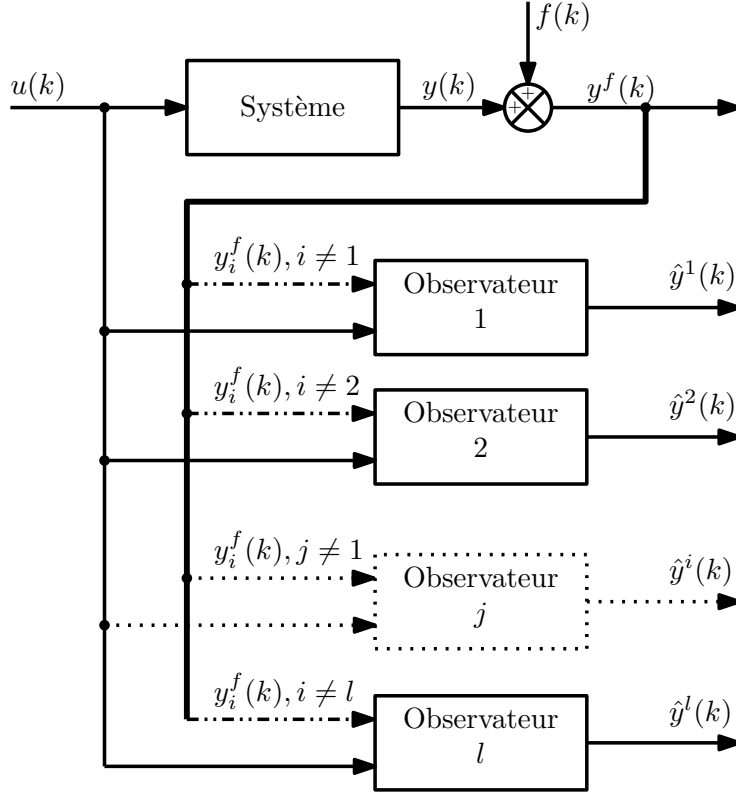 f(k)
u(k)
Système
y(k)
+
+
y^f(k)
y_i^f(k), i ≠ 1
Observateur
1
ŷ^1(k)
y_i^f(k), i ≠ 2
Observateur
2
ŷ^2(k)
y_i^f(k), j ≠ 1
Observateur
j
ŷ^i(k)
y_i^f(k), i ≠ l
Observateur
l
ŷ^l(k)